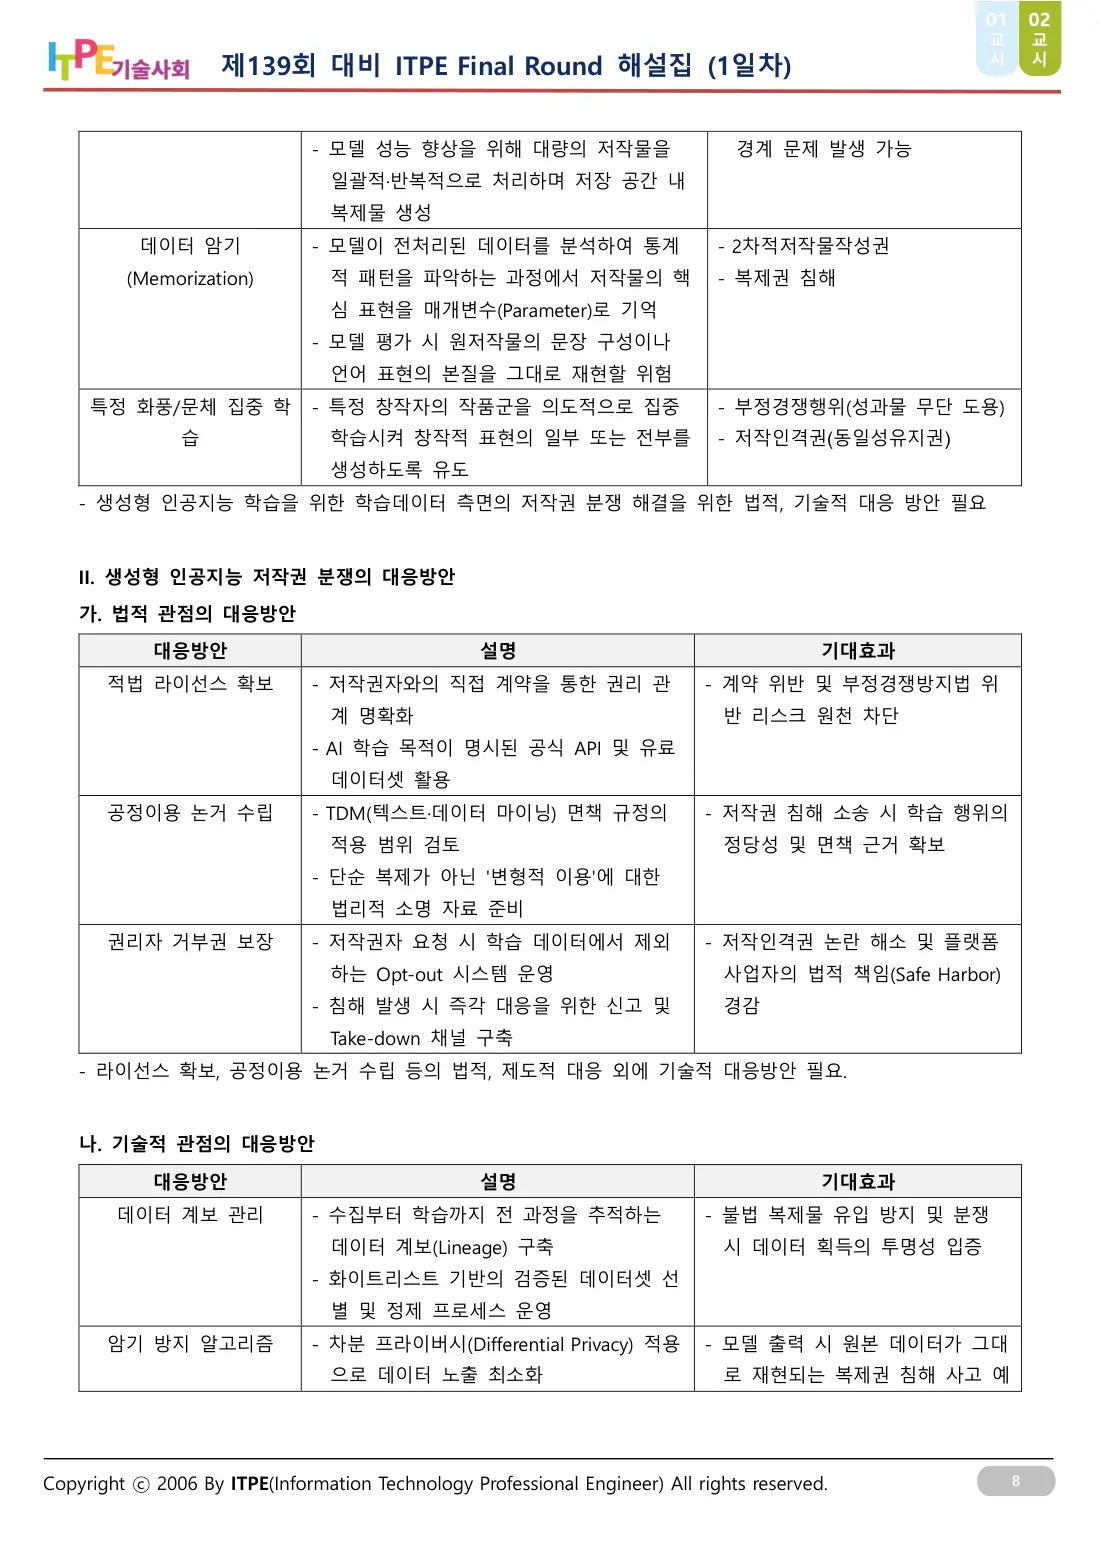 01
교
시
02
교
시
ITPE기술사회 제139회 대비 ITPE Final Round 해설집 (1일차)
- 모델 성능 향상을 위해 대량의 저작물을
일괄적·반복적으로 처리하며 저장 공간 내
복제물 생성
경계 문제 발생 가능
데이터 암기
(Memorization)
- 모델이 전처리된 데이터를 분석하여 통계
적 패턴을 파악하는 과정에서 저작물의 핵
심 표현을 매개변수(Parameter)로 기억
- 모델 평가 시 원저작물의 문장 구성이나
언어 표현의 본질을 그대로 재현할 위험
- 2차적저작물작성권
- 복제권 침해
특정 화풍/문체 집중 학
습
- 특정 창작자의 작품군을 의도적으로 집중
학습시켜 창작적 표현의 일부 또는 전부를
생성하도록 유도
- 부정경쟁행위(성과물 무단 도용)
- 저작인격권(동일성유지권)
- 생성형 인공지능 학습을 위한 학습데이터 측면의 저작권 분쟁 해결을 위한 법적, 기술적 대응 방안 필요
II. 생성형 인공지능 저작권 분쟁의 대응방안
가. 법적 관점의 대응방안
대응방안 설명 기대효과
적법 라이선스 확보
- 저작권자와의 직접 계약을 통한 권리 관
계 명확화
- AI 학습 목적이 명시된 공식 API 및 유료
데이터셋 활용
- 계약 위반 및 부정경쟁방지법 위
반 리스크 원천 차단
공정이용 논거 수립
- TDM(텍스트·데이터 마이닝) 면책 규정의
적용 범위 검토
- 단순 복제가 아닌 '변형적 이용'에 대한
법리적 소명 자료 준비
- 저작권 침해 소송 시 학습 행위의
정당성 및 면책 근거 확보
권리자 거부권 보장
- 저작권자 요청 시 학습 데이터에서 제외
하는 Opt-out 시스템 운영
- 침해 발생 시 즉각 대응을 위한 신고 및
Take-down 채널 구축
- 저작인격권 논란 해소 및 플랫폼
사업자의 법적 책임(Safe Harbor)
경감
- 라이선스 확보, 공정이용 논거 수립 등의 법적, 제도적 대응 외에 기술적 대응방안 필요.
나. 기술적 관점의 대응방안
대응방안 설명 기대효과
데이터 계보 관리
- 수집부터 학습까지 전 과정을 추적하는
데이터 계보(Lineage) 구축
- 화이트리스트 기반의 검증된 데이터셋 선
별 및 정제 프로세스 운영
- 불법 복제물 유입 방지 및 분쟁
시 데이터 획득의 투명성 입증
암기 방지 알고리즘
- 차분 프라이버시(Differential Privacy) 적용
으로 데이터 노출 최소화
- 모델 출력 시 원본 데이터가 그대
로 재현되는 복제권 침해 사고 예
Copyright ⓒ 2006 By ITPE(Information Technology Professional Engineer) All rights reserved.
8